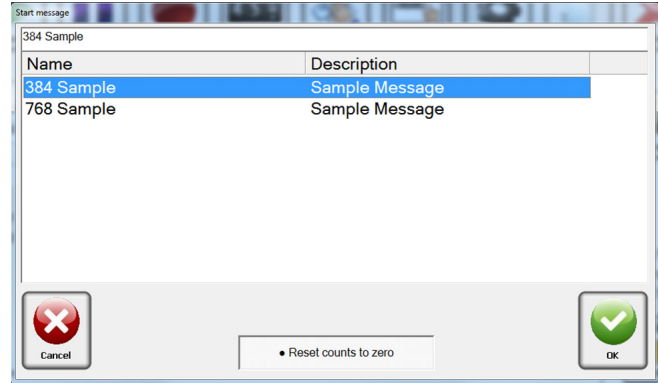 Start message
384 Sample
Name Description
384 Sample Sample Message
768 Sample Sample Message
Cancel
• Reset counts to zero
OK